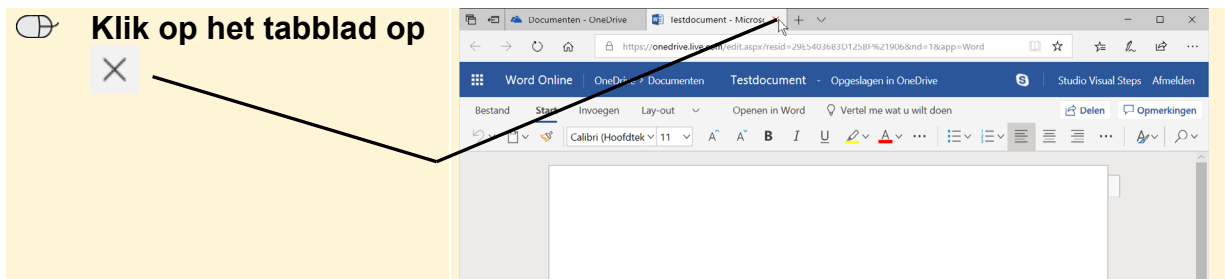 Klik op het tabblad op
Documenten - OneDrive Testdocument - Microsc
https://onedrive.live.com/edit.aspx?resid=29E5403683D125BF%21906&nd=1&app=Word
Word Online OneDrive Documenten Testdocument - Opgeslagen in OneDrive Studio Visual Steps Afmelden
Bestand Start Invoegen Lay-out Openen in Word Vertel me wat u wilt doen Delen Opmerkingen
Calibri (Hoofdtek 11 A A B I U A